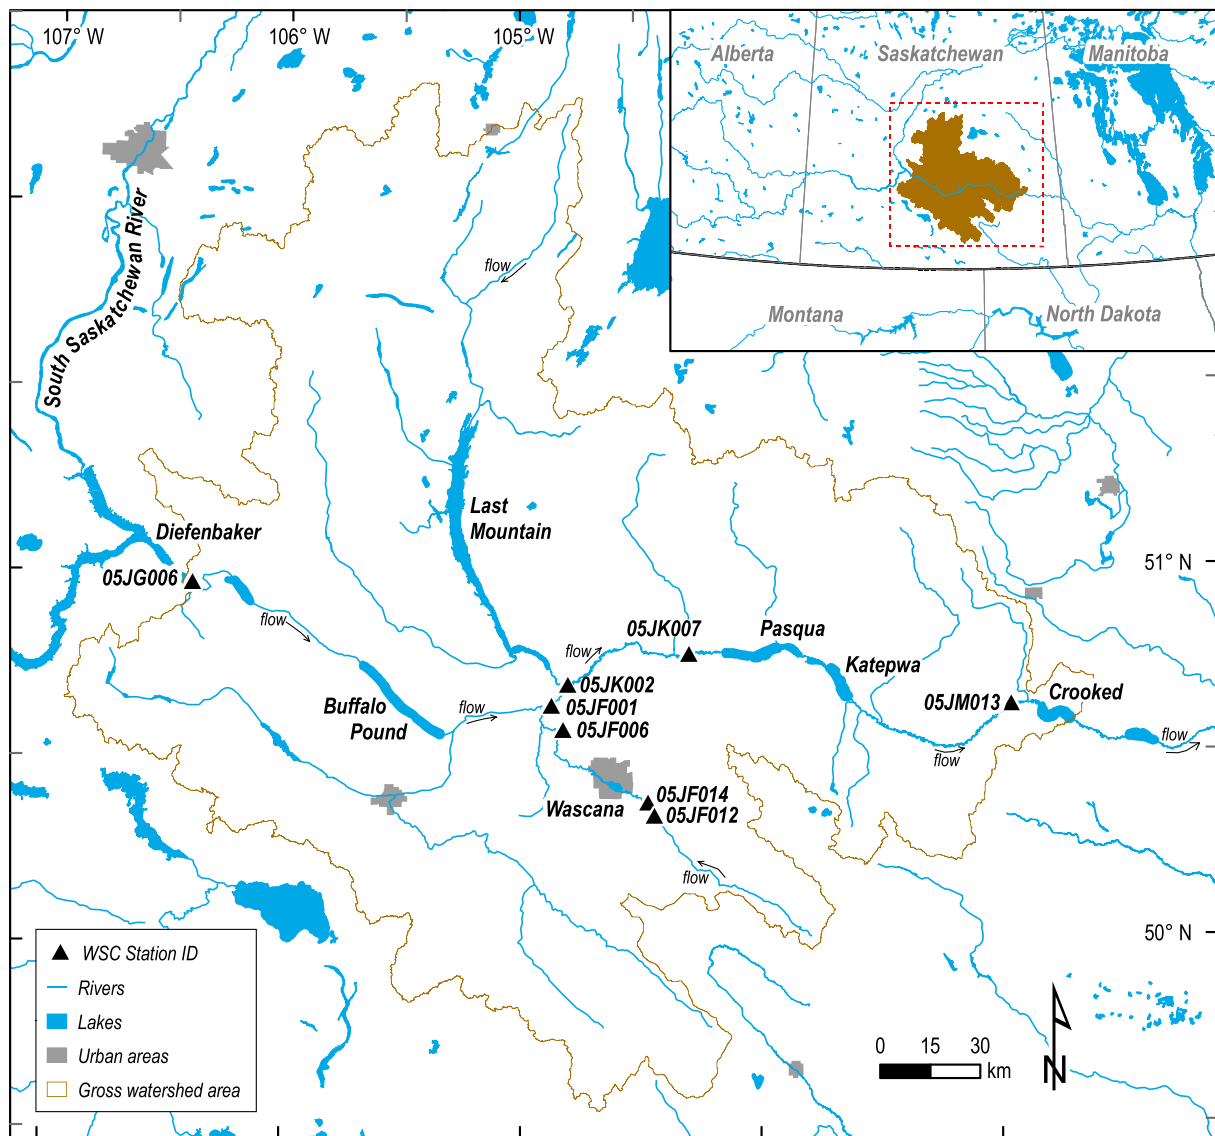 107° W
106° W
105° W
Alberta
Saskatchewan
Manitoba
Montana
North Dakota
South Saskatchewan River
flow
Last
Mountain
Diefenbaker
05JG006
51° N
flow
05JK007
Pasqua
flow
Katepwa
05JK002
Buffalo
Pound
flow
05JF001
05JM013
Crooked
05JF006
flow
flow
Wascana
05JF014
05JF012
flow
50° N
WSC Station ID
Rivers
Lakes
Urban areas
Gross watershed area
0 15 30
km
N